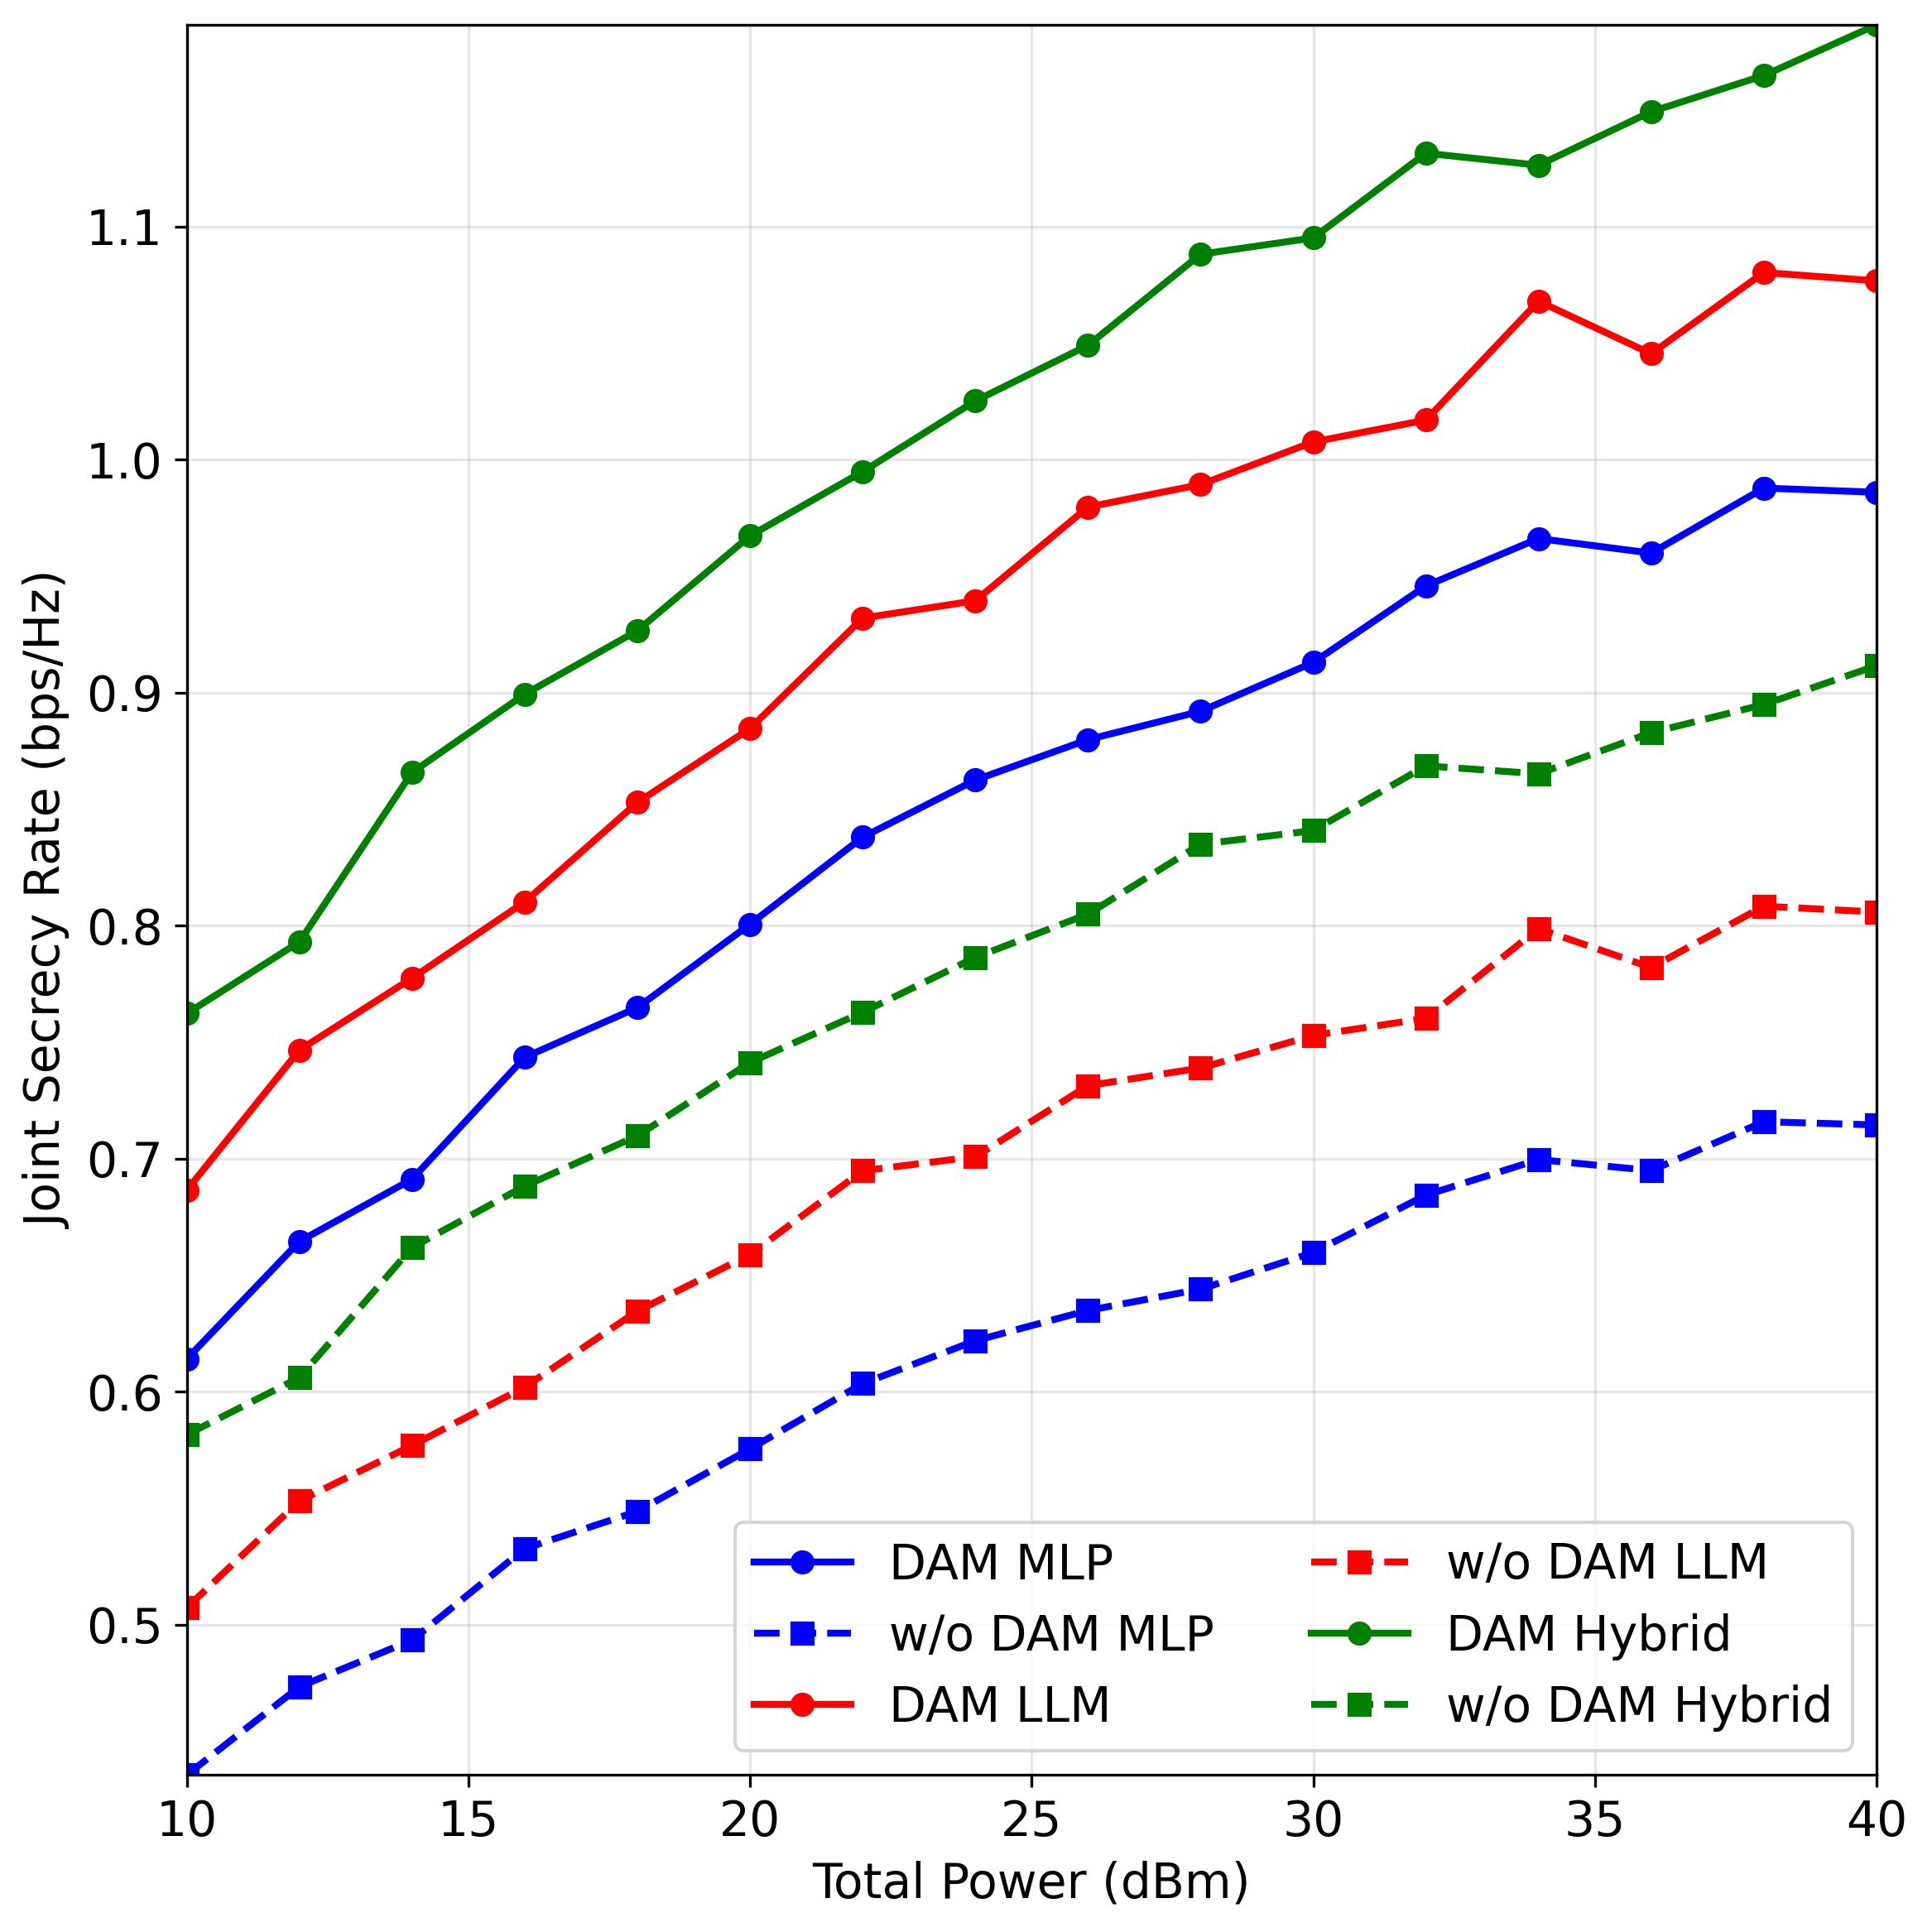 Joint Secrecy Rate (bps/Hz)
1.1
1.0
0.9
0.8
0.7
0.6
0.5
DAM MLP
w/o DAM MLP
DAM LLM
w/o DAM LLM
DAM Hybrid
w/o DAM Hybrid
10 15 20 25 30 35 40
Total Power (dBm)